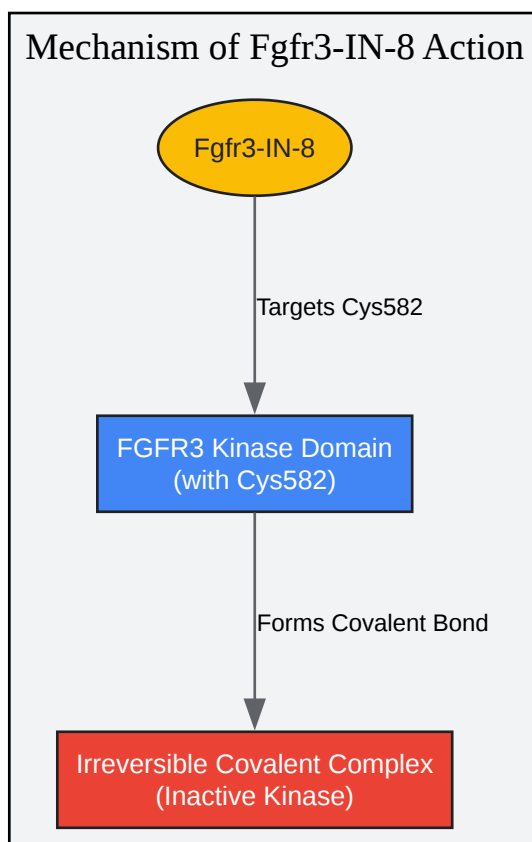 Mechanism of Fgfr3-IN-8 Action
Fgfr3-IN-8
Targets Cys582
FGFR3 Kinase Domain
(with Cys582)
Forms Covalent Bond
Irreversible Covalent Complex
(Inactive Kinase)